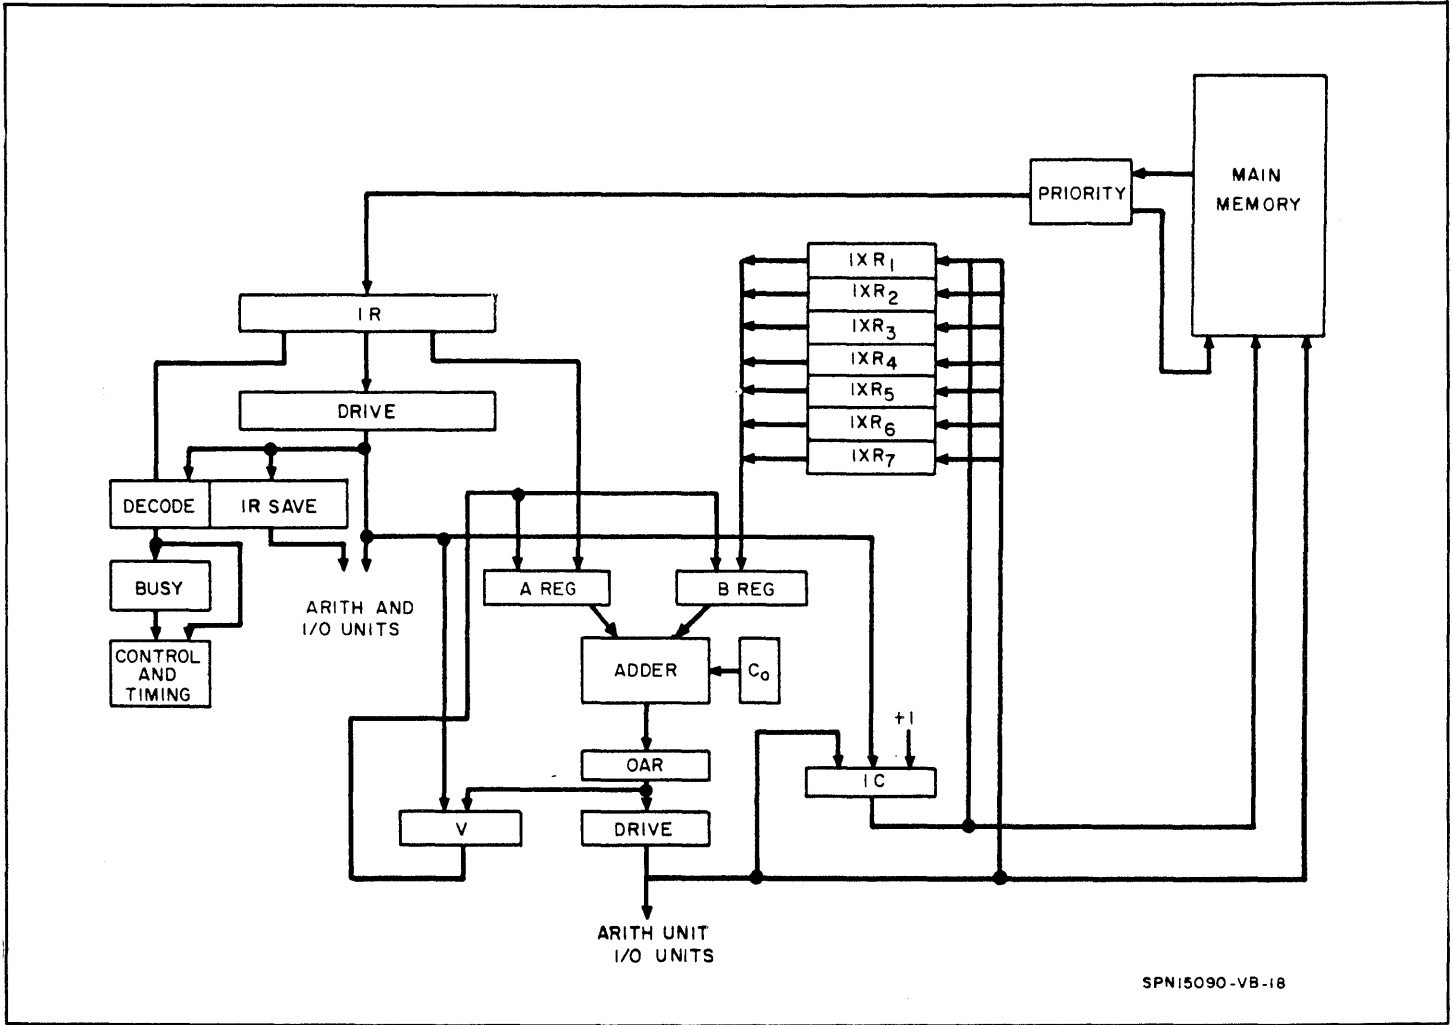 MAIN
MEMORY
PRIORITY
IXR1
IXR2
IXR3
IXR4
IXR5
IXR6
IXR7
IR
DRIVE
DECODE
IR SAVE
BUSY
ARITH AND
I/O UNITS
A REG
B REG
CONTROL
AND
TIMING
ADDER
Co
+1
OAR
IC
V
DRIVE
ARITH UNIT
I/O UNITS
SPN15090-VB-18